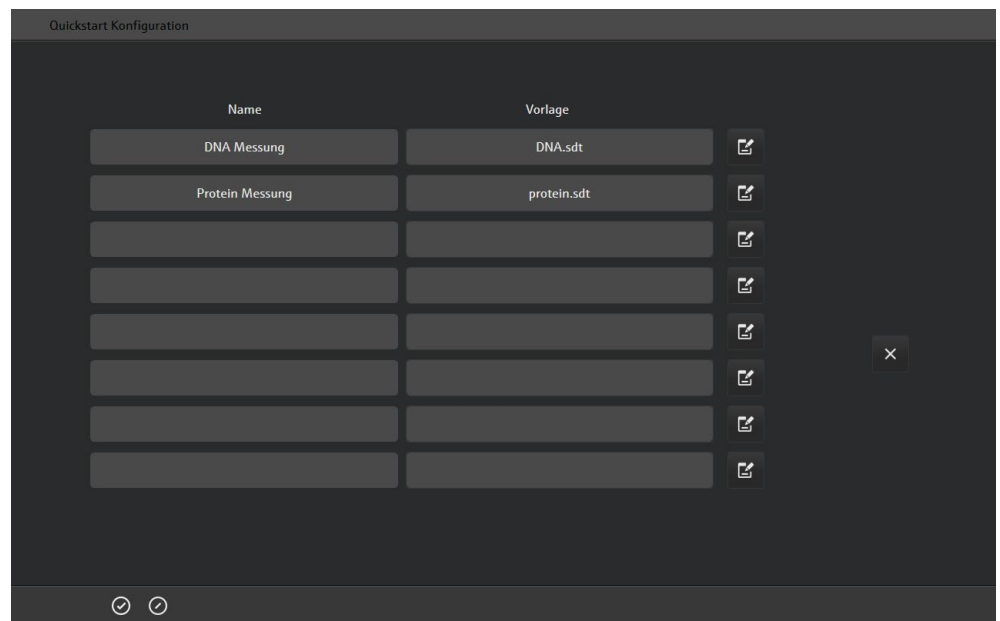 Quickstart Konfiguration
Name Vorlage
DNA Messung DNA.sdt
Protein Messung protein.sdt